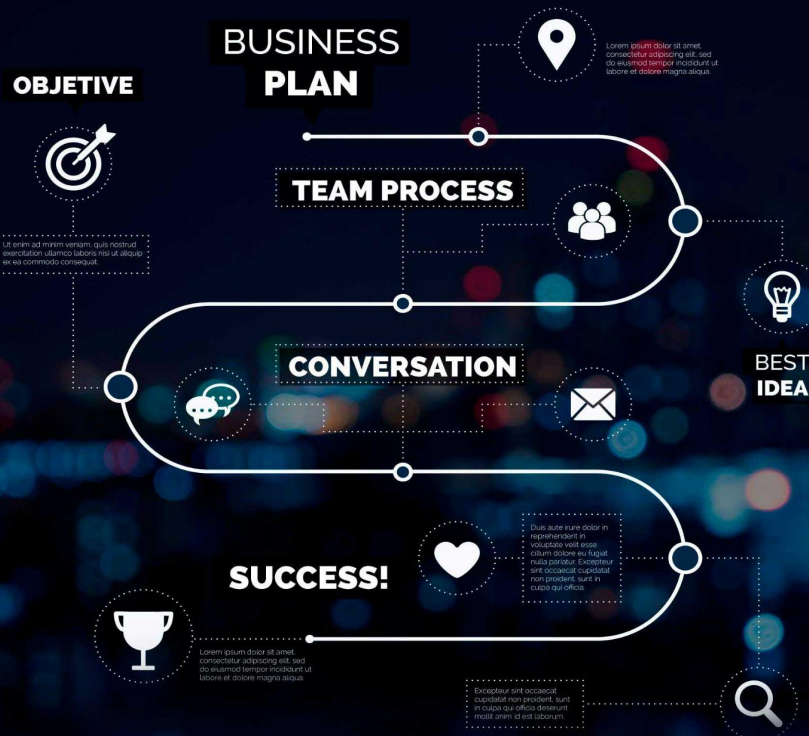 BUSINESS
PLAN
Lorem ipsum dolor sit amet,
consectetur adipiscing elit, sed
do eiusmod tempor incididunt ut
labore et dolore magna aliqua.
OBJETIVE
TEAM PROCESS
Ut enim ad minim veniam, quis nostrud
exercitation ullamco laboris nisi ut aliquip
ex ea commodo consequat.
BEST
IDEA
CONVERSATION
Duis aute irure dolor in
reprehenderit in
voluptate velit esse
cillum dolore eu fugiat
nulla pariatur. Excepteur
sint occaecat cupidatat
non proident, sunt in
culpa qui officia
SUCCESS!
Lorem ipsum dolor sit amet,
consectetur adipiscing elit, sed
do eiusmod tempor incididunt ut
labore et dolore magna aliqua.
Excepteur sint occaecat
cupidatat non proident, sunt
in culpa qui officia deserunt
mollit anim id est laborum.